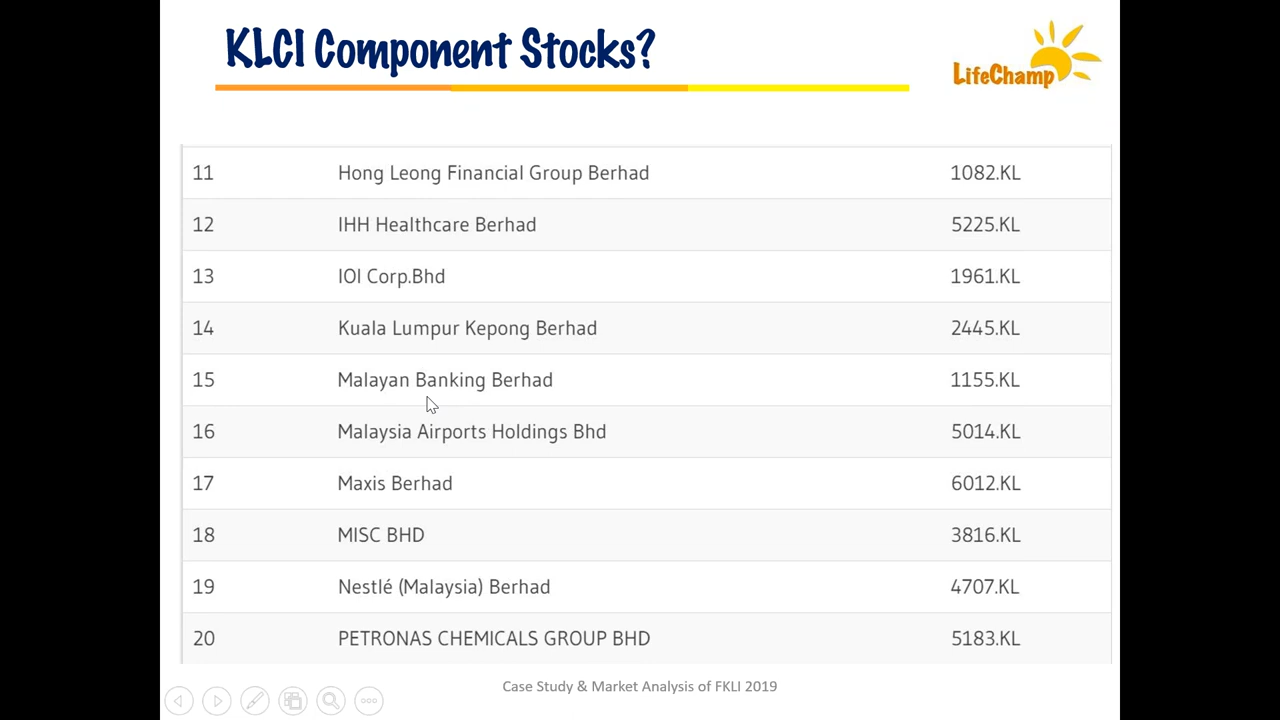 KLCI Component Stocks?
LifeChamp
11 Hong Leong Financial Group Berhad 1082.KL
12 IHH Healthcare Berhad 5225.KL
13 IOI Corp.Bhd 1961.KL
14 Kuala Lumpur Kepong Berhad 2445.KL
15 Malayan Banking Berhad 1155.KL
16 Malaysia Airports Holdings Bhd 5014.KL
17 Maxis Berhad 6012.KL
18 MISC BHD 3816.KL
19 Nestlé (Malaysia) Berhad 4707.KL
20 PETRONAS CHEMICALS GROUP BHD 5183.KL
Case Study & Market Analysis of FKLI 2019